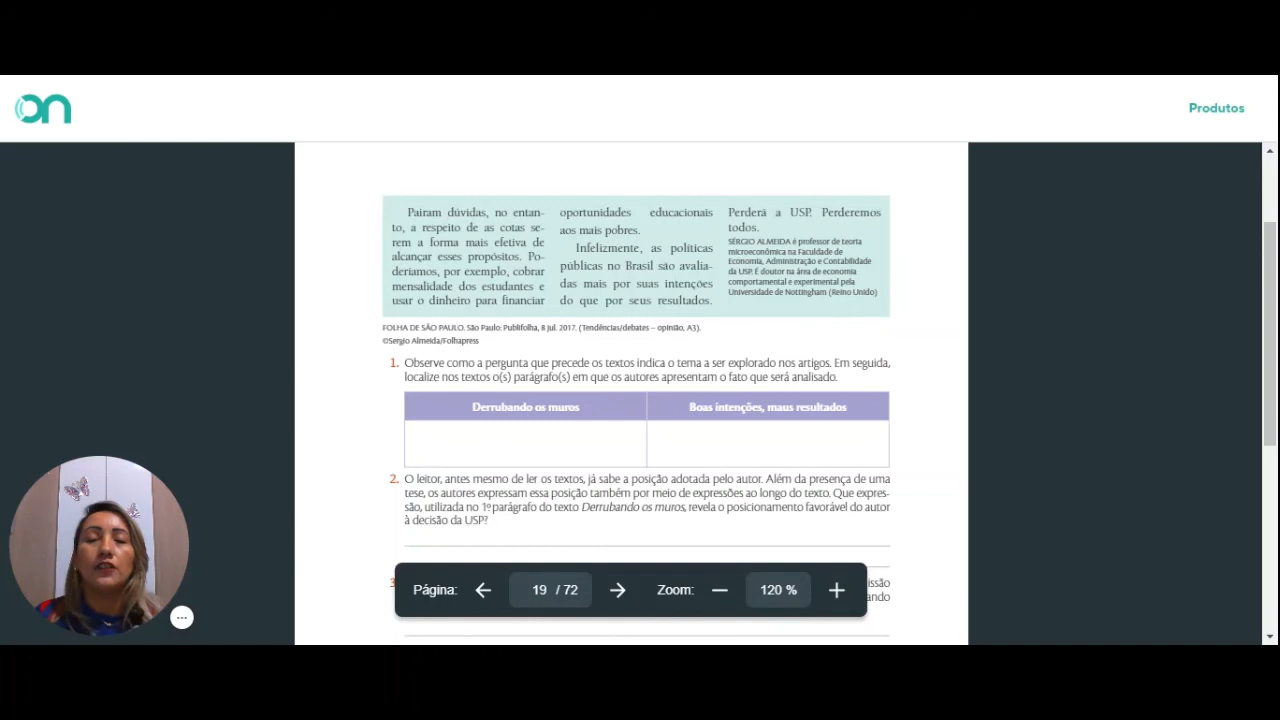 on
Produtos
Pairam dúvidas, no entan-
to, a respeito de as cotas se-
rem a forma mais efetiva de
alcançar esses propósitos. Po-
deríamos, por exemplo, cobrar
mensalidade dos estudantes e
usar o dinheiro para financiar
oportunidades educacionais
aos mais pobres.
Infelizmente, as políticas
públicas no Brasil são avalia-
das mais por suas intenções
do que por seus resultados.
Perderá a USP. Perderemos
todos.
SÉRGIO ALMEIDA é professor de teoria
microeconômica na Faculdade de
Economia, Administração e Contabilidade
da USP. É doutor na área de economia
comportamental e experimental pela
Universidade de Nottingham (Reino Unido)
FOLHA DE SÃO PAULO. São Paulo: Publifolha, 8 jul. 2017. (Tendências/debates – opinião, A3).
©Sergio Almeida/Folhapress
1. Observe como a pergunta que precede os textos indica o tema a ser explorado nos artigos. Em seguida,
localize nos textos o(s) parágrafo(s) em que os autores apresentam o fato que será analisado.
Derrubando os muros
Boas intenções, maus resultados
2. O leitor, antes mesmo de ler os textos, já sabe a posição adotada pelo autor. Além da presença de uma
tese, os autores expressam essa posição também por meio de expressões ao longo do texto. Que expres-
são, utilizada no 1º parágrafo do texto Derrubando os muros, revela o posicionamento favorável do autor
à decisão da USP?
Página: 19 / 72 Zoom: 120 %